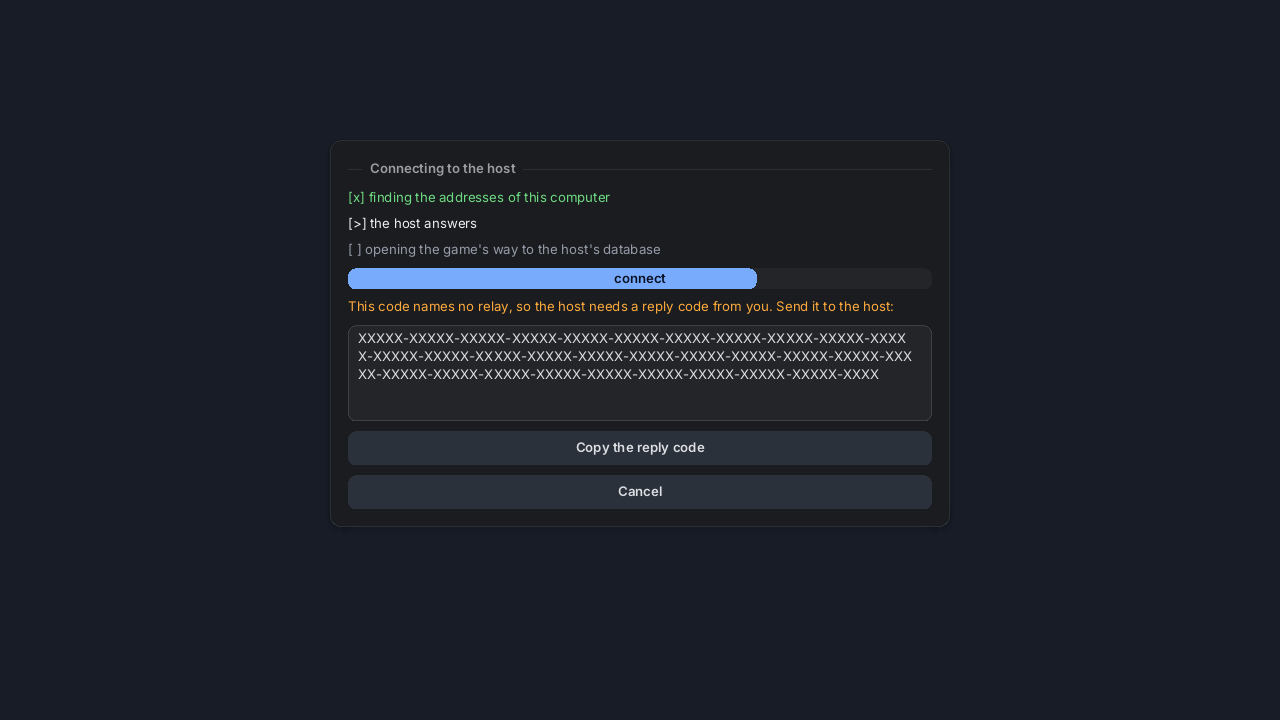 Connecting to the host
[x] finding the addresses of this computer
[>] the host answers
[ ] opening the game's way to the host's database
connect
This code names no relay, so the host needs a reply code from you. Send it to the host:
XXXXX-XXXXX-XXXXX-XXXXX-XXXXX-XXXXX-XXXXX-XXXXX-XXXXX-XXXXX-XXXX
X-XXXXX-XXXXX-XXXXX-XXXXX-XXXXX-XXXXX-XXXXX-XXXXX-XXXXX-XXXXX-XXX
XX-XXXXX-XXXXX-XXXXX-XXXXX-XXXXX-XXXXX-XXXXX-XXXXX-XXXXX-XXXX
Copy the reply code
Cancel